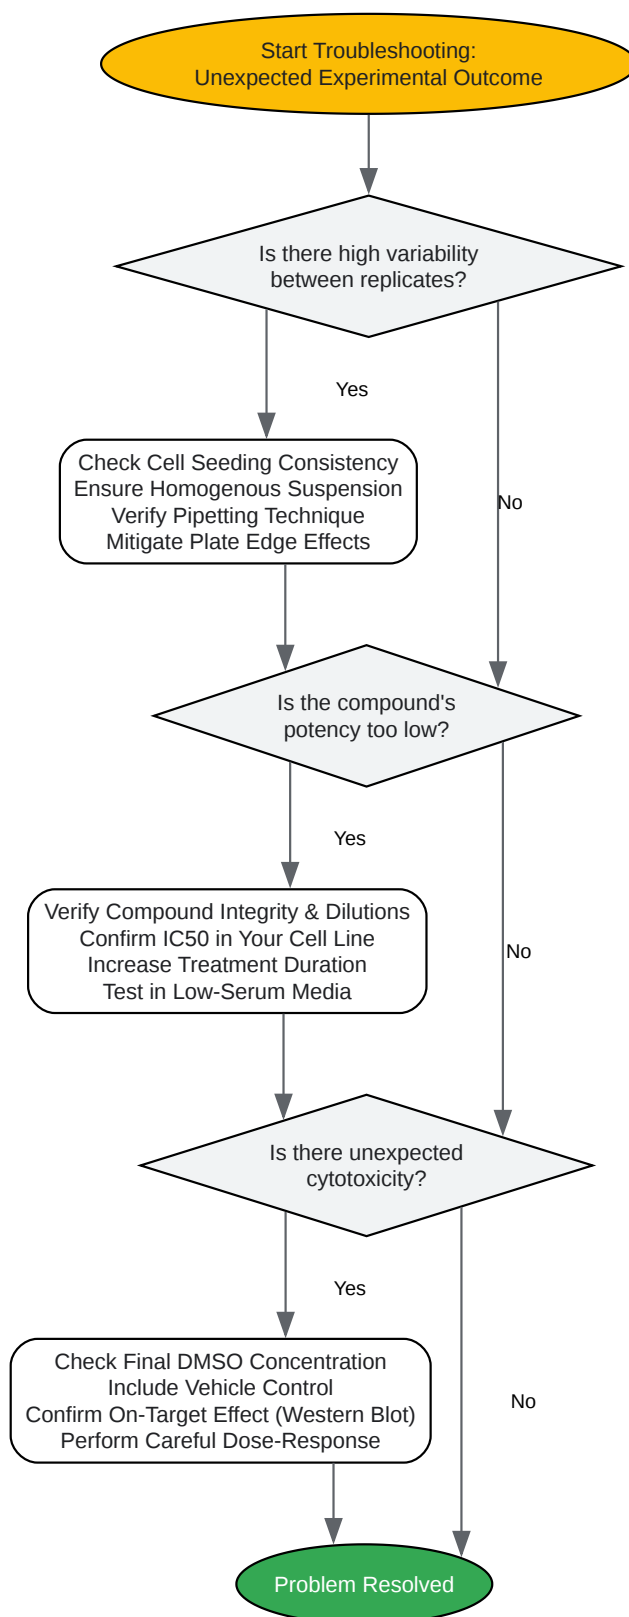 Start Troubleshooting:
Unexpected Experimental Outcome
Is there high variability
between replicates?
Yes
Check Cell Seeding Consistency
Ensure Homogenous Suspension
Verify Pipetting Technique
Mitigate Plate Edge Effects
No
Is the compound's
potency too low?
Yes
Verify Compound Integrity & Dilutions
Confirm IC50 in Your Cell Line
Increase Treatment Duration
Test in Low-Serum Media
No
Is there unexpected
cytotoxicity?
Yes
Check Final DMSO Concentration
Include Vehicle Control
Confirm On-Target Effect (Western Blot)
Perform Careful Dose-Response
No
Problem Resolved